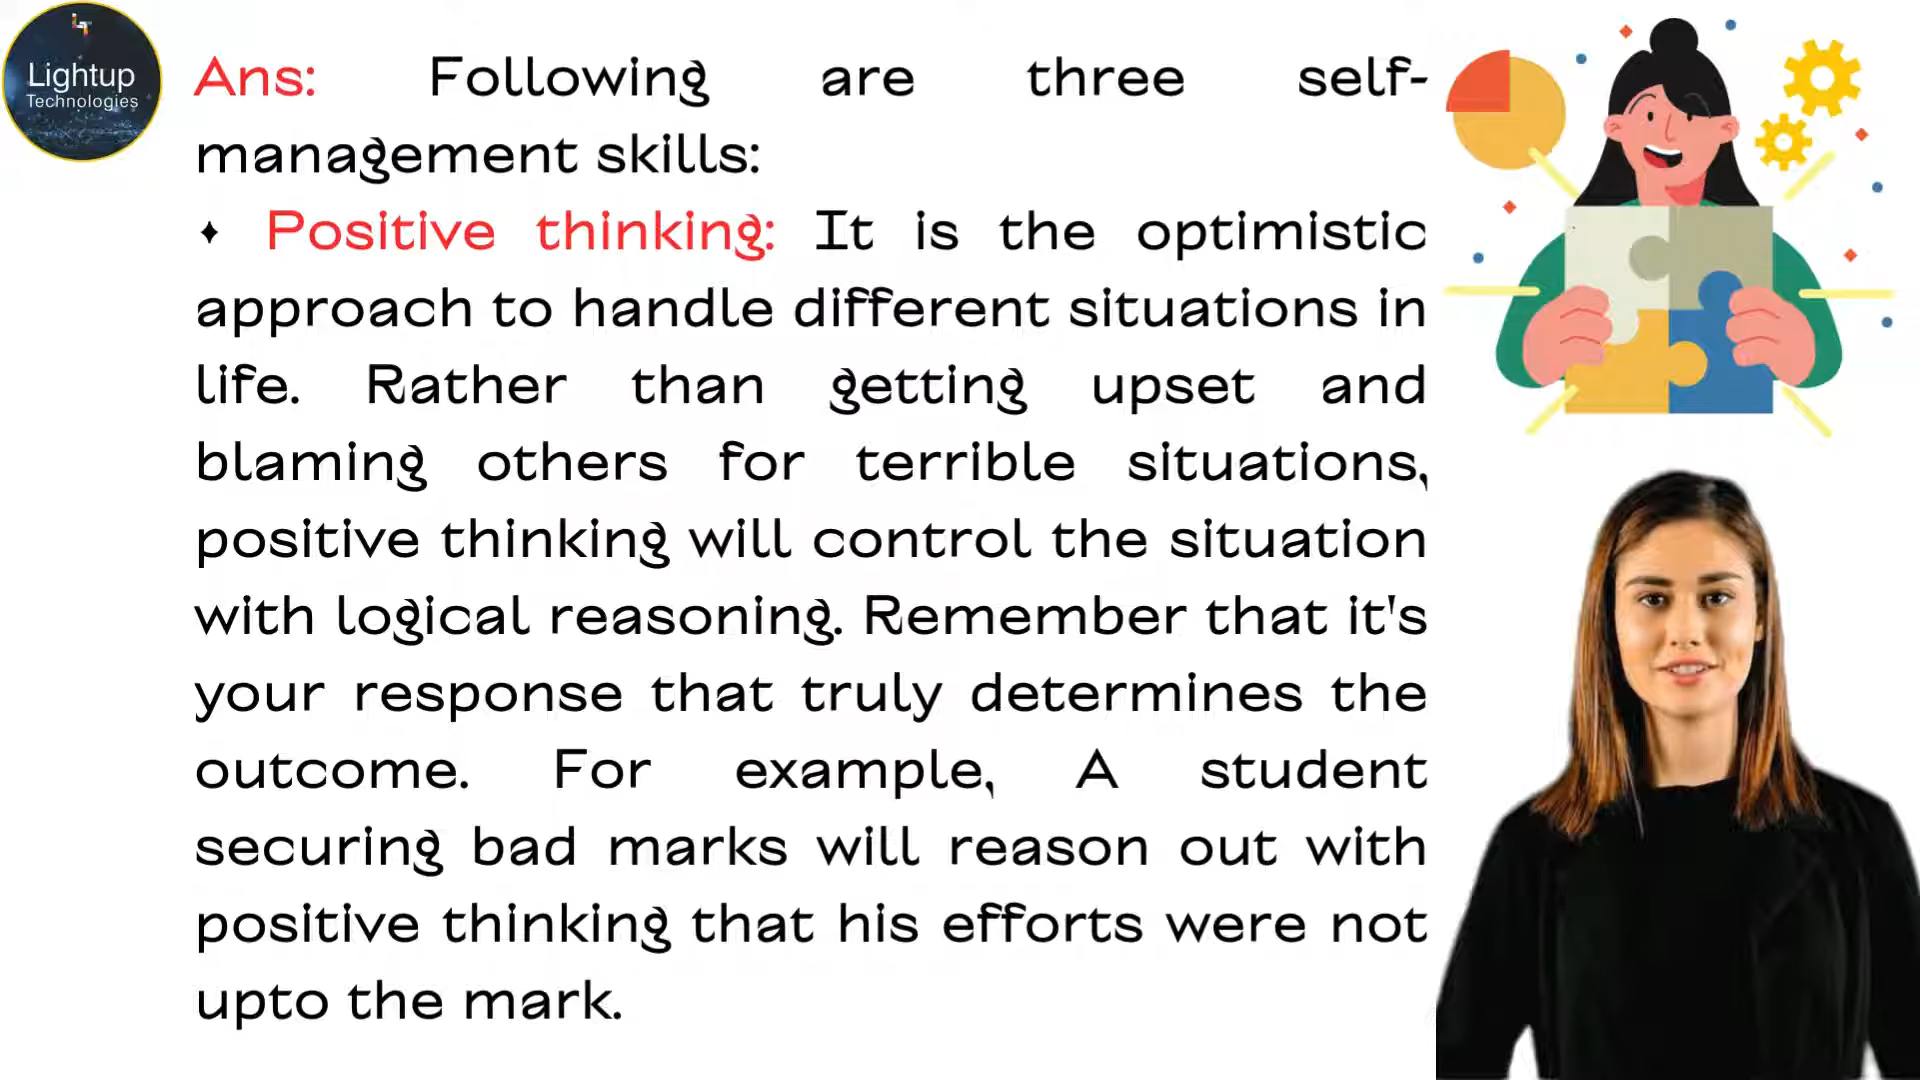 Lightup
Technologies
Ans: Following are three self-
management skills:
✦ Positive thinking: It is the optimistic
approach to handle different situations in
life. Rather than getting upset and
blaming others for terrible situations,
positive thinking will control the situation
with logical reasoning. Remember that it's
your response that truly determines the
outcome. For example, A student
securing bad marks will reason out with
positive thinking that his efforts were not
upto the mark.